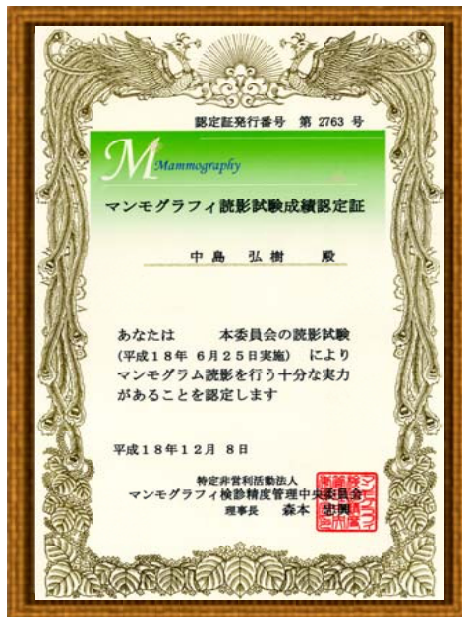 認定証発行番号 第 2763 号
Mammography
マンモグラフィ読影試験成績認定証
中島 弘樹 殿
あなたは 本委員会の読影試験
(平成18年 6月25日実施) により
マンモグラム読影を行う十分な実力
があることを認定します
平成18年12月 8日
特定非営利活動法人
マンモグラフィ検診精度管理中央委員会
理事長 森本 忠興